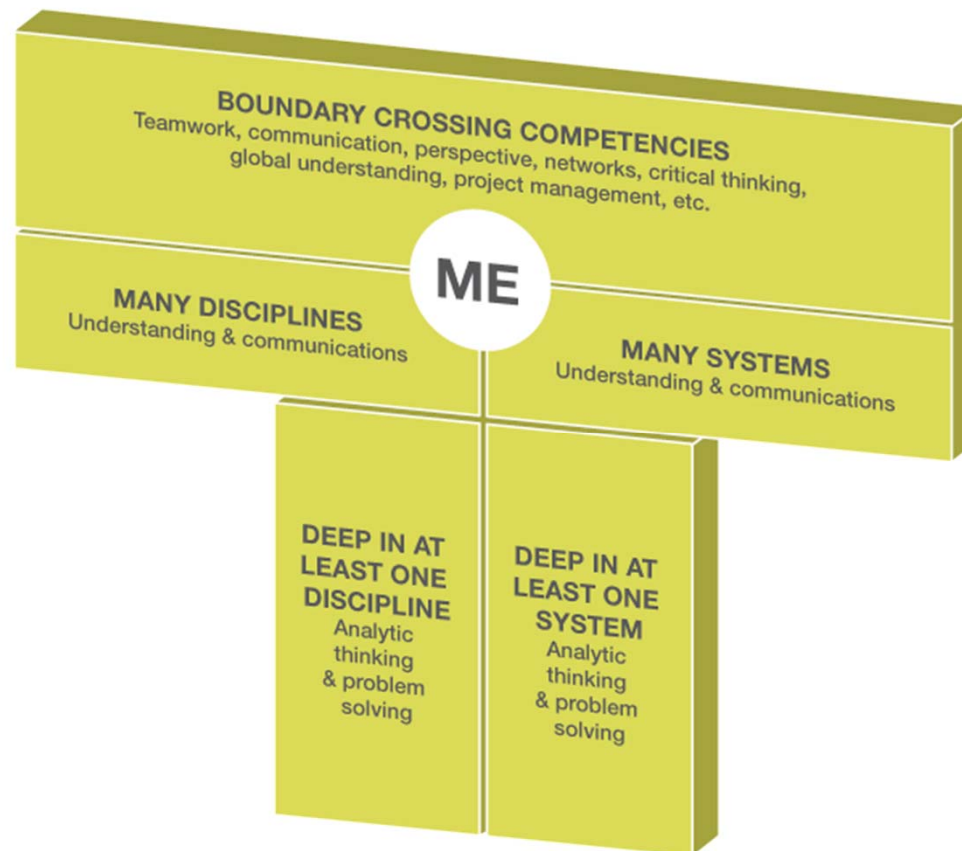 BOUNDARY CROSSING COMPETENCIES
Teamwork, communication, perspective, networks, critical thinking,
global understanding, project management, etc.
ME
MANY DISCIPLINES
Understanding & communications
MANY SYSTEMS
Understanding & communications
DEEP IN AT
LEAST ONE
DISCIPLINE
Analytic
thinking
& problem
solving
DEEP IN AT
LEAST ONE
SYSTEM
Analytic
thinking
& problem
solving